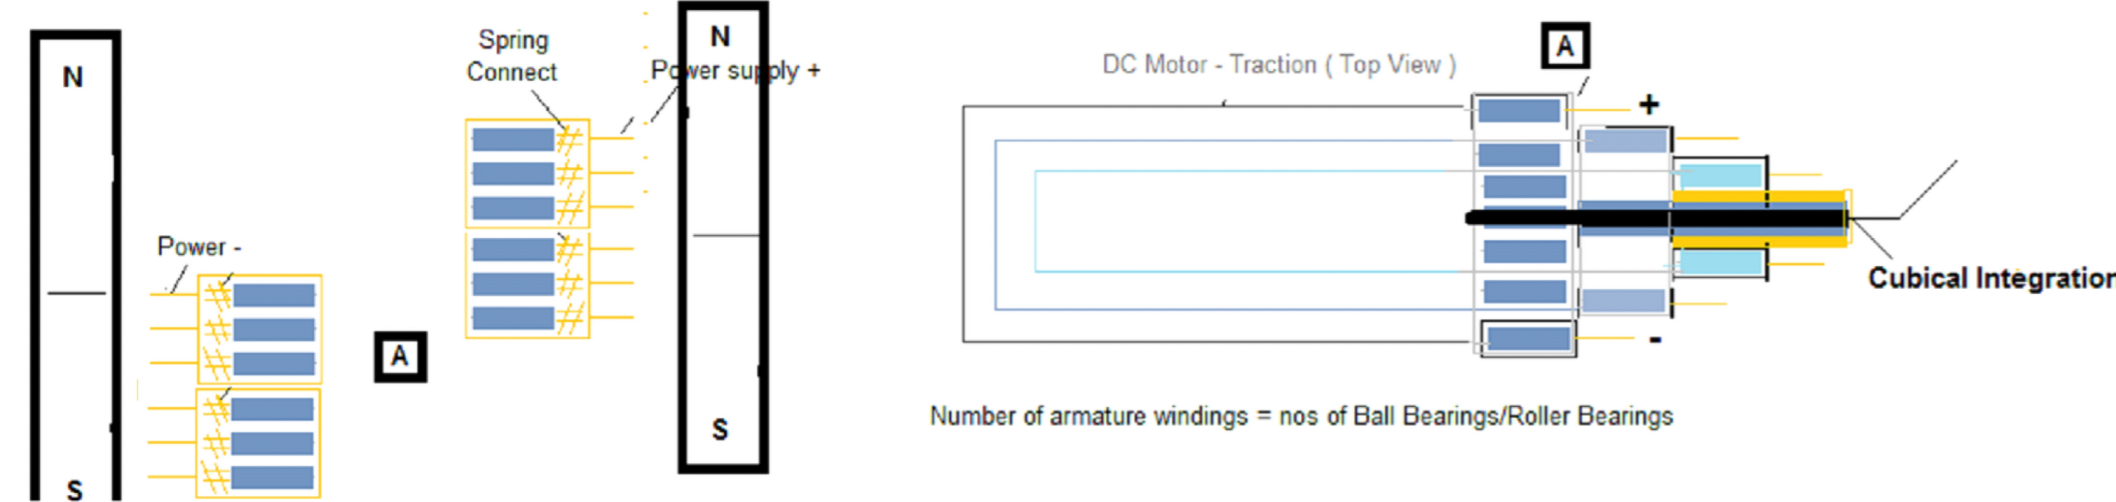 N
S
Power -
A
Spring
Connect
N
Power supply +
S
DC Motor - Traction ( Top View )
A
+
-
Cubical Integration
Number of armature windings = nos of Ball Bearings/Roller Bearings